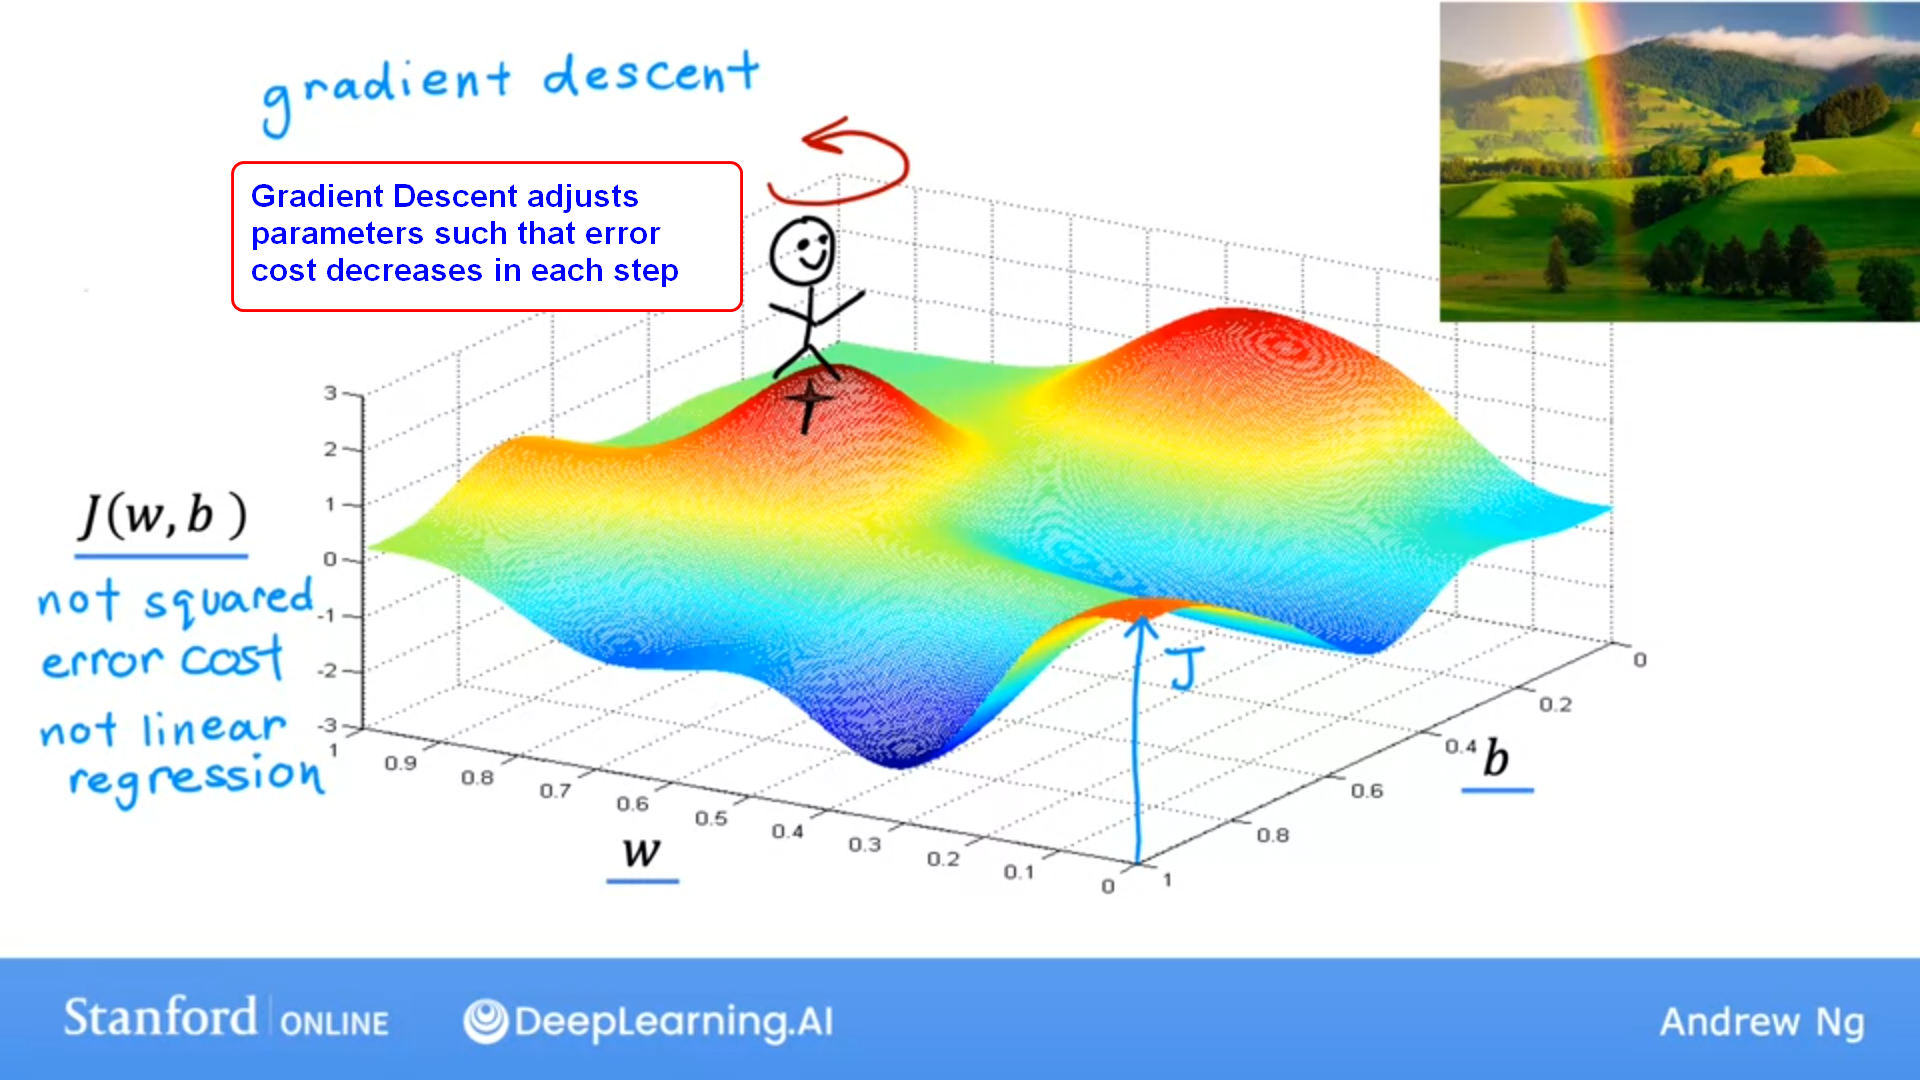 gradient descent
Gradient Descent adjusts
parameters such that error
cost decreases in each step
J(w, b )
not squared
error cost
not linear
regression
3
2
1
0
-1
-2
-3
1
0.9
0.8
0.7
0.6
0.5
0.4
0.3
0.2
0.1
0
w
1
0.8
0.6
0.4
0.2
0
b
J
Stanford ONLINE
DeepLearning.AI
Andrew Ng